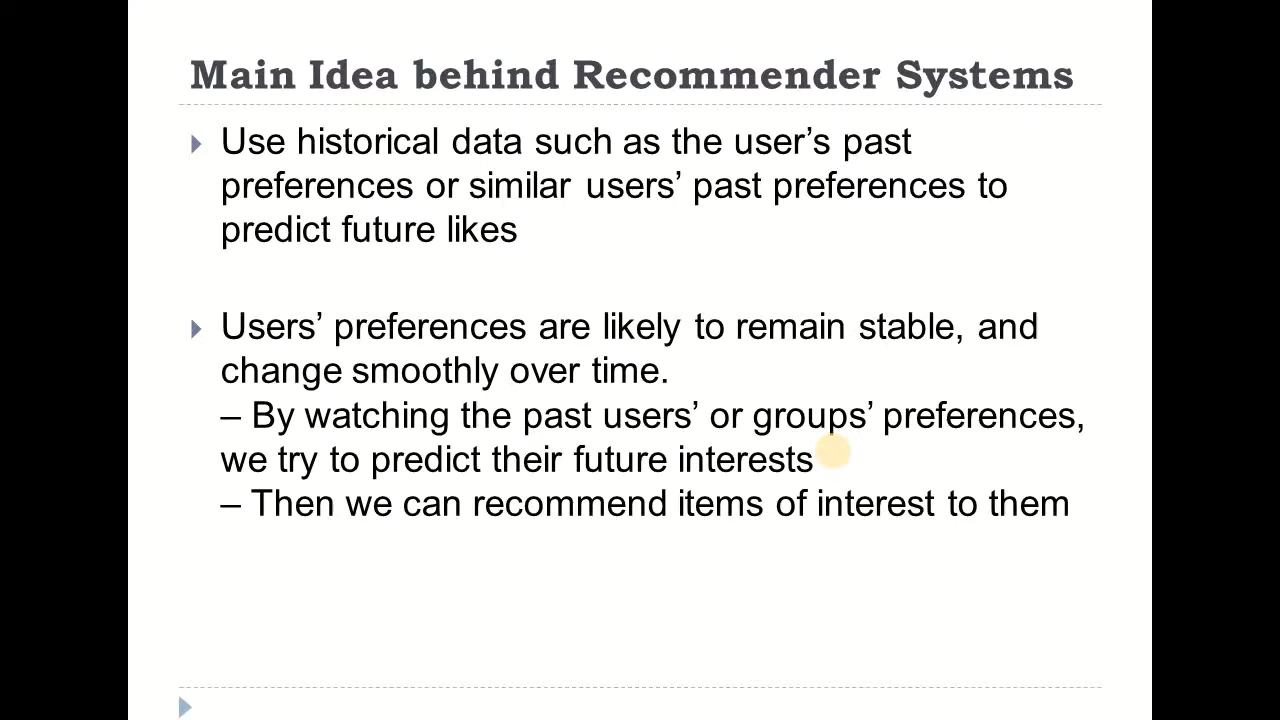 Main Idea behind Recommender Systems
Use historical data such as the user’s past
preferences or similar users’ past preferences to
predict future likes
Users’ preferences are likely to remain stable, and
change smoothly over time.
– By watching the past users’ or groups’ preferences,
we try to predict their future interests
– Then we can recommend items of interest to them